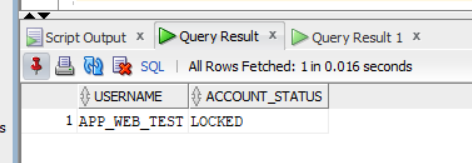 Script Output x Query Result x Query Result 1 x
SQL | All Rows Fetched: 1 in 0.016 seconds
USERNAME ACCOUNT_STATUS
1 APP_WEB_TEST LOCKED
s